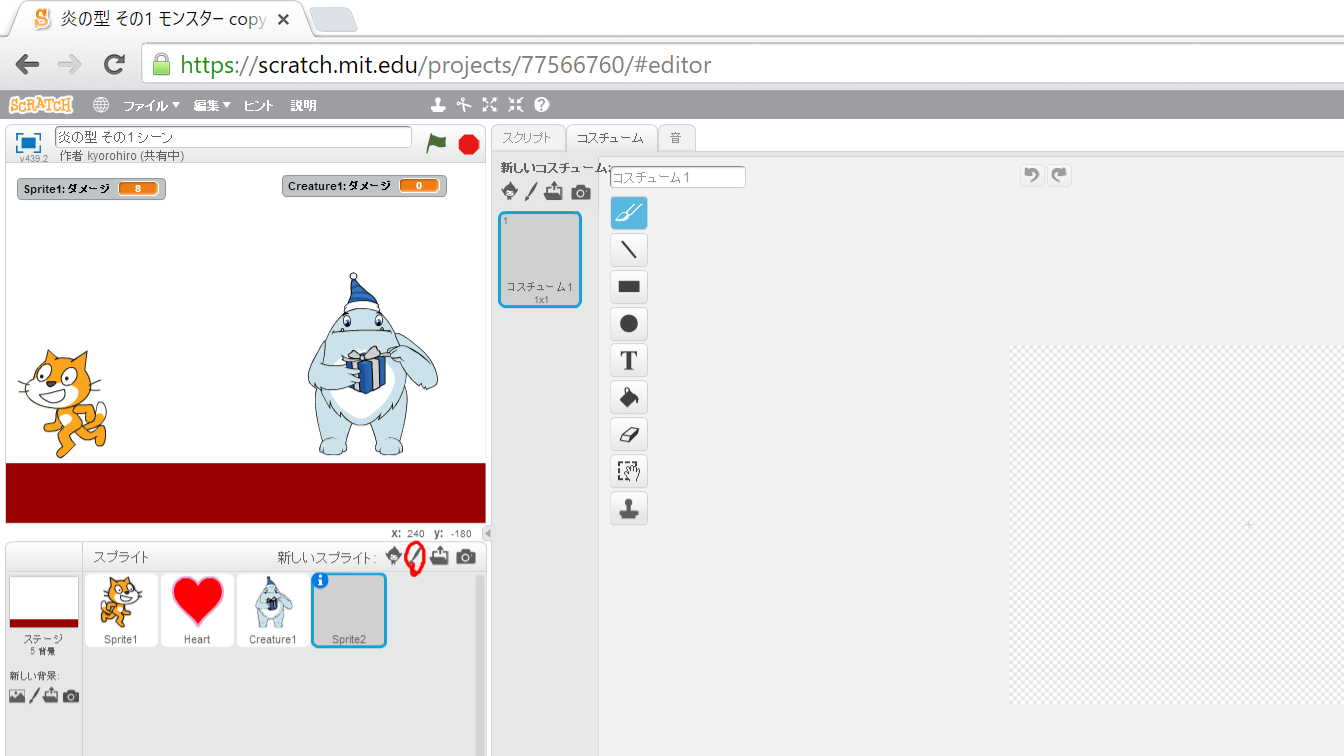 炎の型 その1 モンスター copy
https://scratch.mit.edu/projects/77566760/#editor
SCRATCH ファイル 編集 ヒント 説明
炎の型 その１シーン
v439.2
作者 kyorohiro (共有中)
スクリプト コスチューム 音
Sprite1: ダメージ 8
Creature1: ダメージ 0
新しいコスチューム:
コスチューム1
1
コスチューム1
1x1
T
x: 240 y: -180
スプライト 新しいスプライト:
Sprite1 Heart Creature1 Sprite2
ステージ
5 背景
新しい背景: